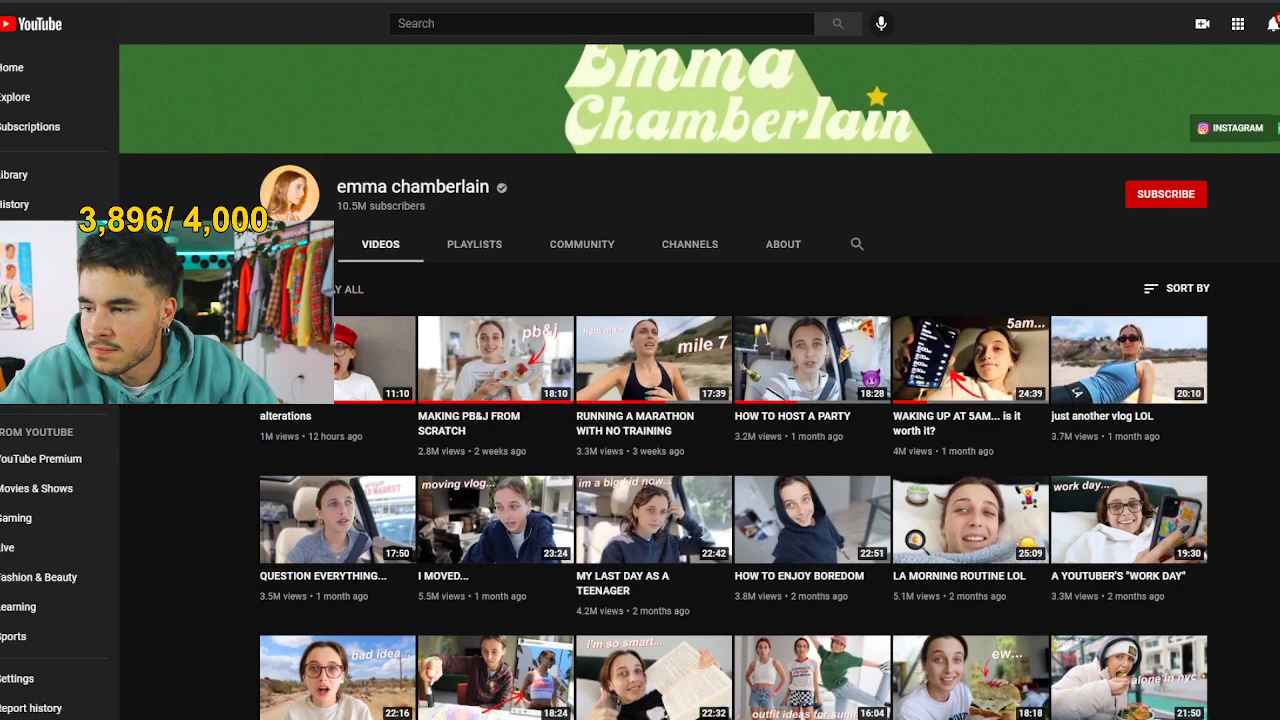 YouTube
Search
Home
Explore
Subscriptions
Library
History
Emma
Chamberlain
INSTAGRAM
emma chamberlain
10.5M subscribers
SUBSCRIBE
3,896/ 4,000
VIDEOS
PLAYLISTS
COMMUNITY
CHANNELS
ABOUT
Y ALL
SORT BY
11:10
pb&j
18:10
help me...
mile 7
17:39
18:28
5am...
24:39
20:10
alterations
1M views • 12 hours ago
MAKING PB&J FROM
SCRATCH
2.8M views • 2 weeks ago
RUNNING A MARATHON
WITH NO TRAINING
3.3M views • 3 weeks ago
HOW TO HOST A PARTY
3.2M views • 1 month ago
WAKING UP AT 5AM... is it
worth it?
4M views • 1 month ago
just another vlog LOL
3.7M views • 1 month ago
FROM YOUTUBE
YouTube Premium
Movies & Shows
Gaming
Live
Fashion & Beauty
Learning
Sports
Settings
Report history
17:50
moving vlog...
23:24
im a big kid now...
22:42
22:51
25:09
work day...
19:30
QUESTION EVERYTHING...
3.5M views • 1 month ago
I MOVED...
5.5M views • 1 month ago
MY LAST DAY AS A
TEENAGER
4.2M views • 2 months ago
HOW TO ENJOY BOREDOM
3.8M views • 2 months ago
LA MORNING ROUTINE LOL
5.1M views • 2 months ago
A YOUTUBER'S "WORK DAY"
3.3M views • 2 months ago
bad idea...
22:16
18:24
i'm so smart...
22:32
outfit ideas for sum
16:04
ew...
18:18
alone in nyc
21:50